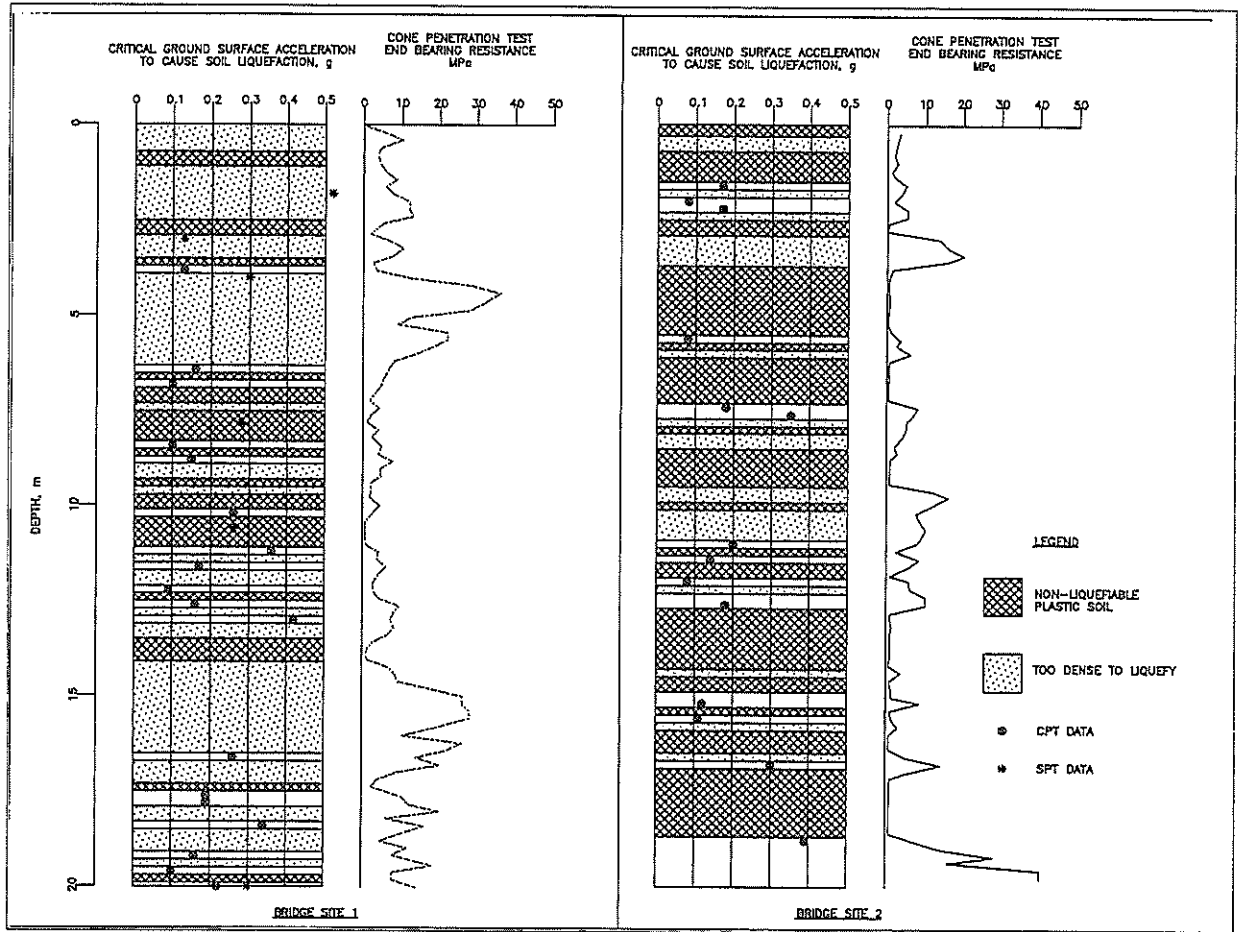 CRITICAL GROUND SURFACE ACCELERATION
TO CAUSE SOIL LIQUEFACTION, g
CONE PENETRATION TEST
END BEARING RESISTANCE
MPa
0 0,1 0,2 0,3 0,4 0,5
0 10 20 30 40 50
0
5
10
15
20
DEPTH, m
BRIDGE SITE 1
CRITICAL GROUND SURFACE ACCELERATION
TO CAUSE SOIL LIQUEFACTION, g
CONE PENETRATION TEST
END BEARING RESISTANCE
MPa
0 0,1 0,2 0,3 0,4 0,5
0 10 20 30 40 50
BRIDGE SITE 2
LEGEND
NON-LIQUEFIABLE
PLASTIC SOIL
TOO DENSE TO LIQUEFY
CPT DATA
SPT DATA